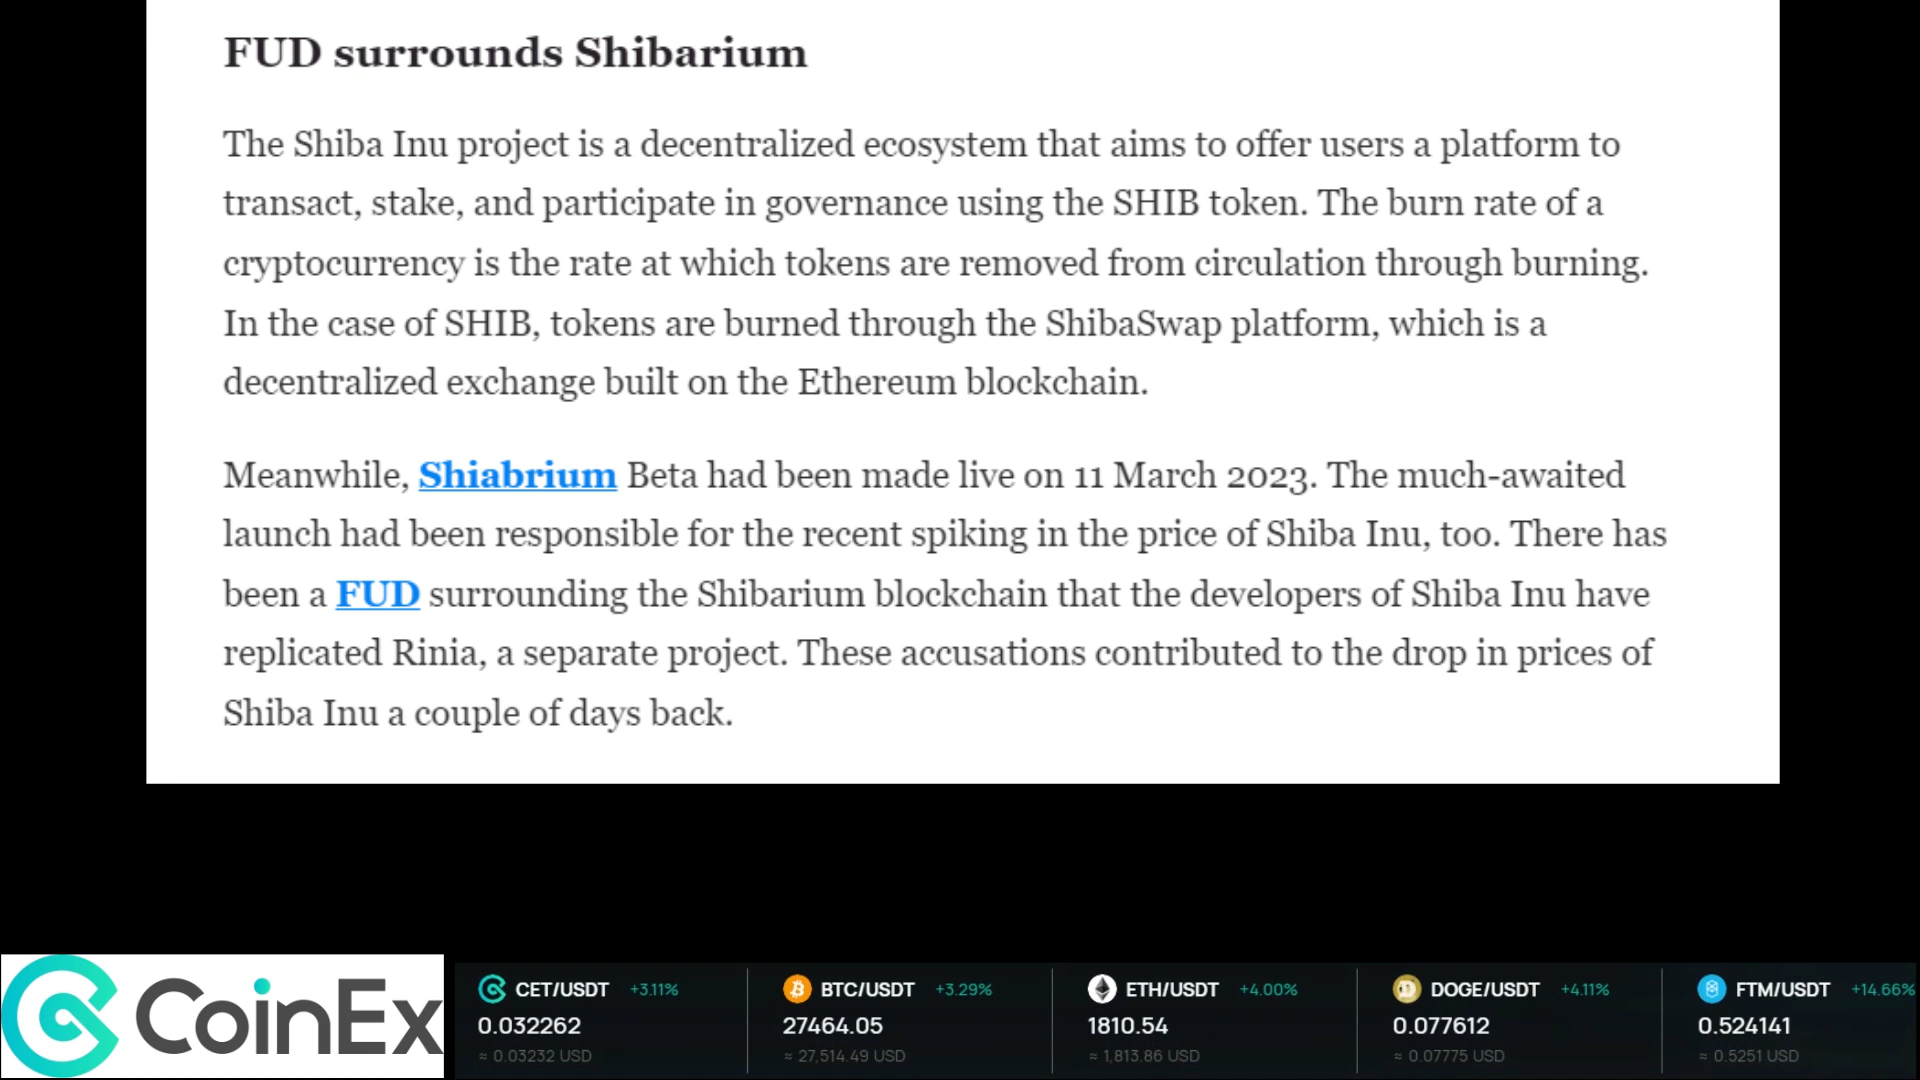 FUD surrounds Shibarium
The Shiba Inu project is a decentralized ecosystem that aims to offer users a platform to
transact, stake, and participate in governance using the SHIB token. The burn rate of a
cryptocurrency is the rate at which tokens are removed from circulation through burning.
In the case of SHIB, tokens are burned through the ShibaSwap platform, which is a
decentralized exchange built on the Ethereum blockchain.
Meanwhile, Shiabrium Beta had been made live on 11 March 2023. The much-awaited
launch had been responsible for the recent spiking in the price of Shiba Inu, too. There has
been a FUD surrounding the Shibarium blockchain that the developers of Shiba Inu have
replicated Rinia, a separate project. These accusations contributed to the drop in prices of
Shiba Inu a couple of days back.
CoinEx
CET/USDT +3.11%
0.032262
≈ 0.03232 USD
BTC/USDT +3.29%
27464.05
≈ 27,514.49 USD
ETH/USDT +4.00%
1810.54
≈ 1,813.86 USD
DOGE/USDT +4.11%
0.077612
≈ 0.07775 USD
FTM/USDT +14.66%
0.524141
≈ 0.5251 USD